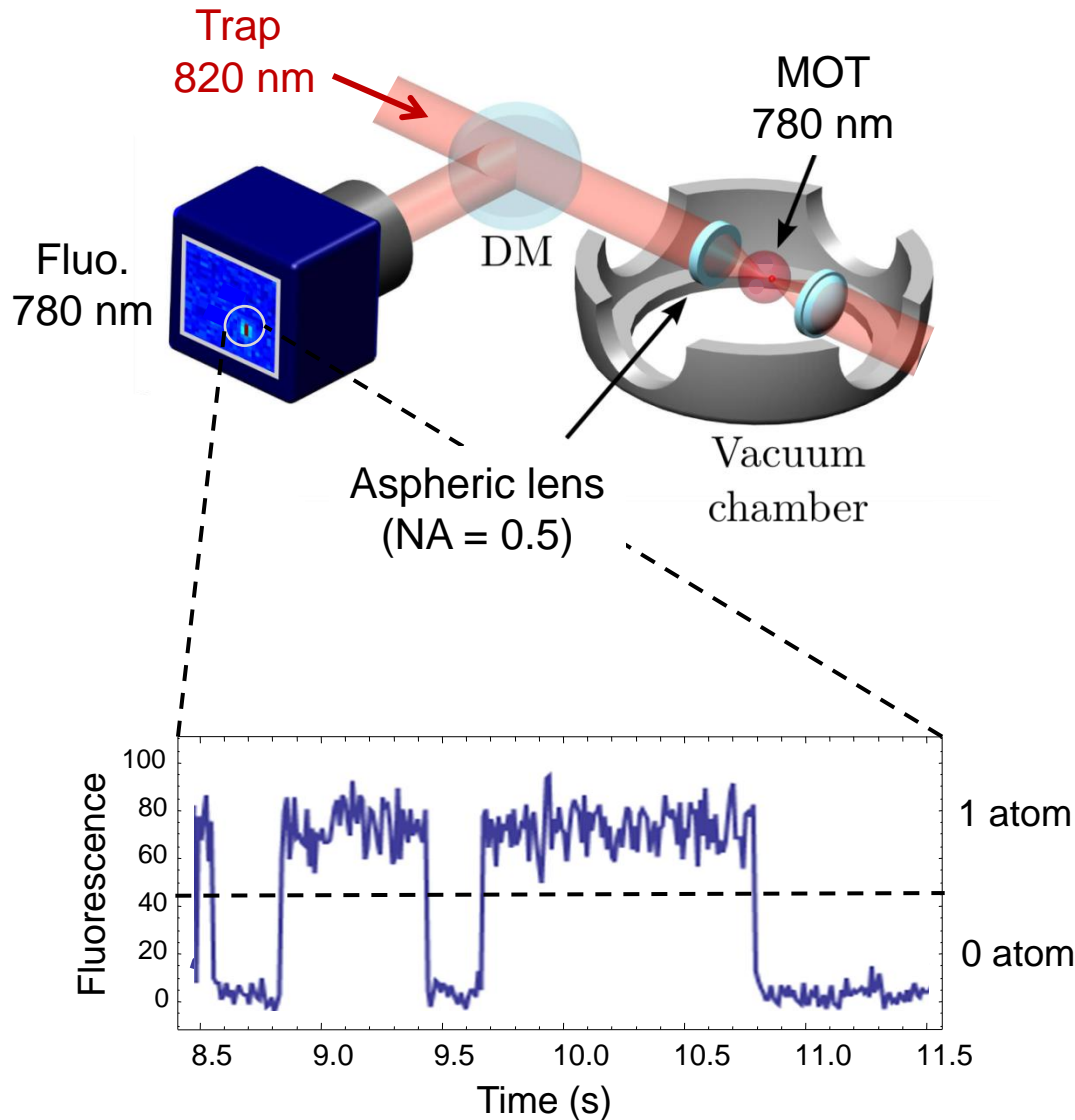 Trap
820 nm
MOT
780 nm
DM
Fluo.
780 nm
Aspheric lens
(NA = 0.5)
Vacuum
chamber
Fluorescence
100
80
60
40
20
0
1 atom
0 atom
8.5 9.0 9.5 10.0 10.5 11.0 11.5
Time (s)